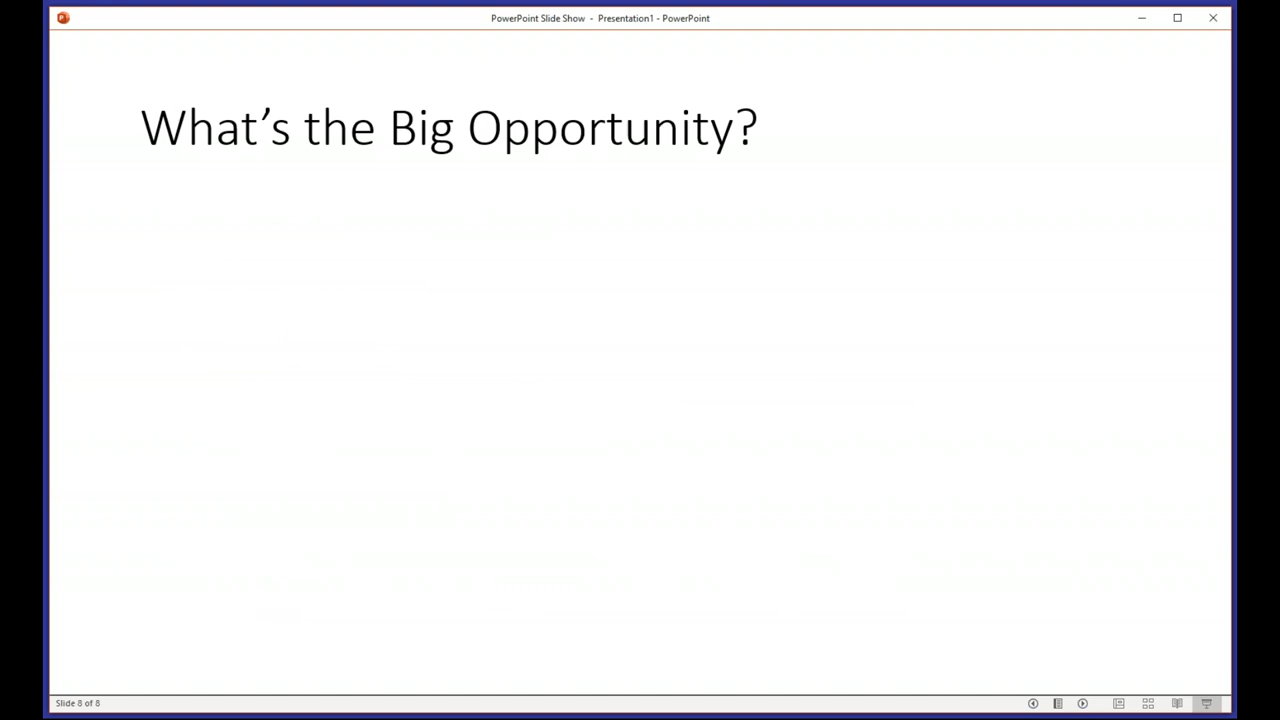 PowerPoint Slide Show - Presentation1 - PowerPoint
What's the Big Opportunity?
Slide 8 of 8